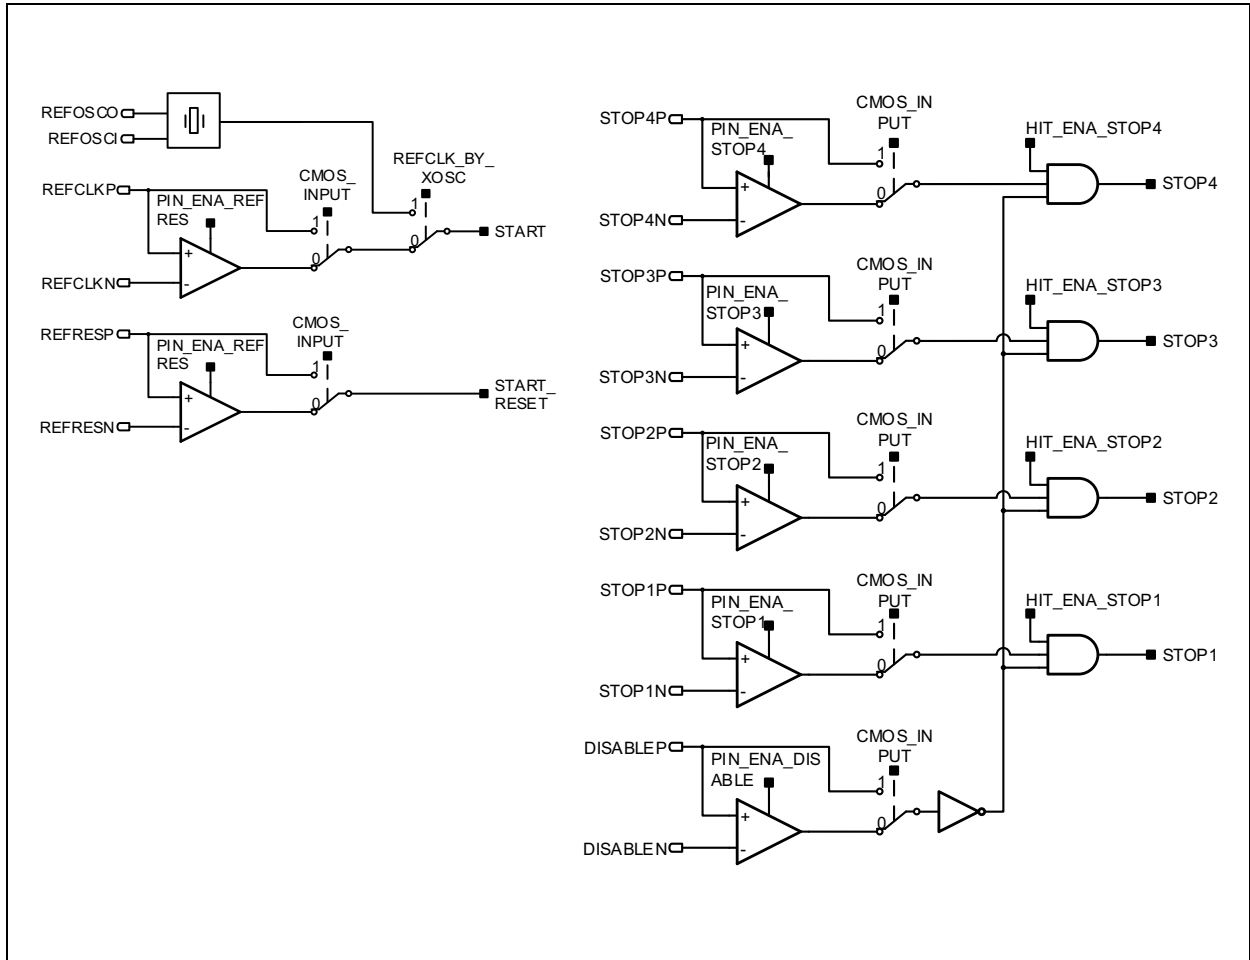 REFOSCO
REFOSCI
REFCLKP
PIN_ENA_REF
RES
CMOS_
INPUT
1
0
REFCLK_BY_
XOSC
1
0
START
+
-
REFCLKN
REFRESP
PIN_ENA_REF
RES
CMOS_
INPUT
1
0
START_
RESET
+
-
REFRESN
STOP4P
PIN_ENA_
STOP4
CMOS_IN
PUT
1
0
HIT_ENA_STOP4
STOP4
+
-
STOP4N
STOP3P
PIN_ENA_
STOP3
CMOS_IN
PUT
1
0
HIT_ENA_STOP3
STOP3
+
-
STOP3N
STOP2P
PIN_ENA_
STOP2
CMOS_IN
PUT
1
0
HIT_ENA_STOP2
STOP2
+
-
STOP2N
STOP1P
PIN_ENA_
STOP1
CMOS_IN
PUT
1
0
HIT_ENA_STOP1
STOP1
+
-
STOP1N
DISABLEP
PIN_ENA_DIS
ABLE
CMOS_IN
PUT
1
0
+
-
DISABLEN